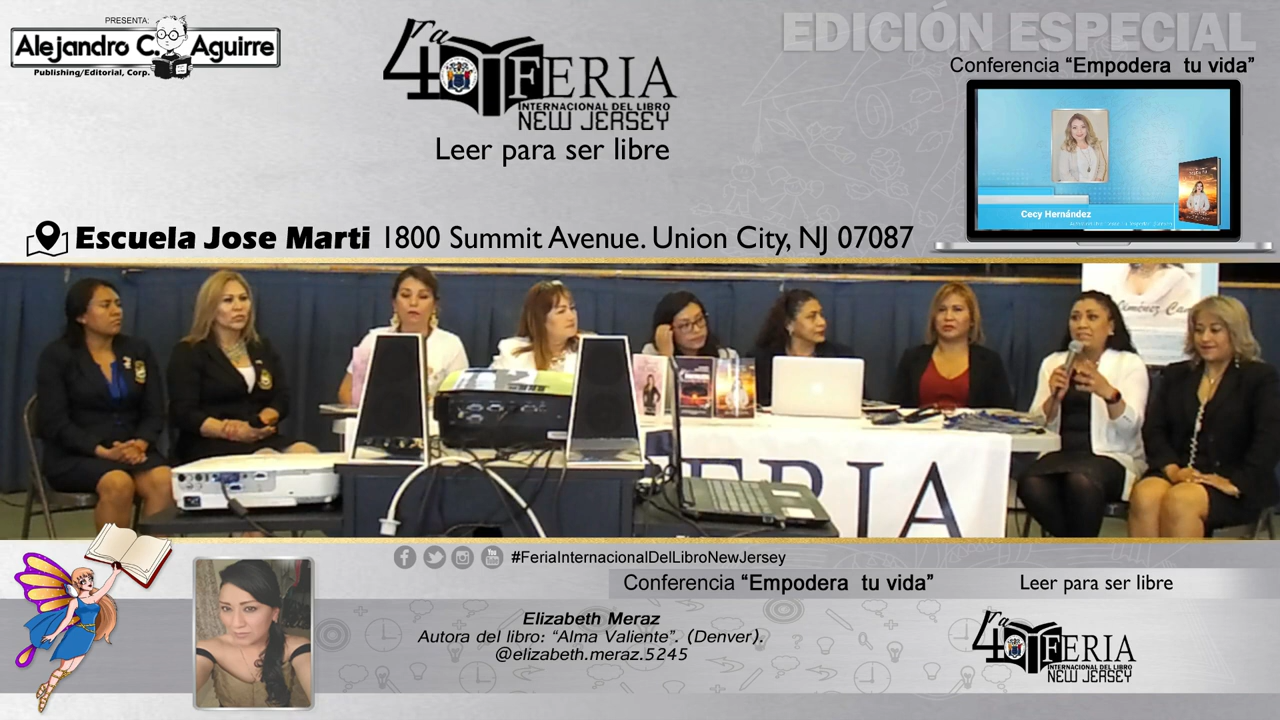 PRESENTA:
Alejandro C. Aguirre
Publishing/Editorial, Corp.
4ra FERIA
INTERNACIONAL DEL LIBRO
NEW JERSEY
Leer para ser libre
EDICIÓN ESPECIAL
Conferencia “Empodera tu vida”
Cecy Hernández
Escuela Jose Marti 1800 Summit Avenue. Union City, NJ 07087
FERIA
#FeriaInternacionalDelLibroNewJersey
Conferencia “Empodera tu vida”
Leer para ser libre
Elizabeth Meraz
Autora del libro: “Alma Valiente”. (Denver).
@elizabeth.meraz.5245
4ra FERIA
INTERNACIONAL DEL LIBRO
NEW JERSEY